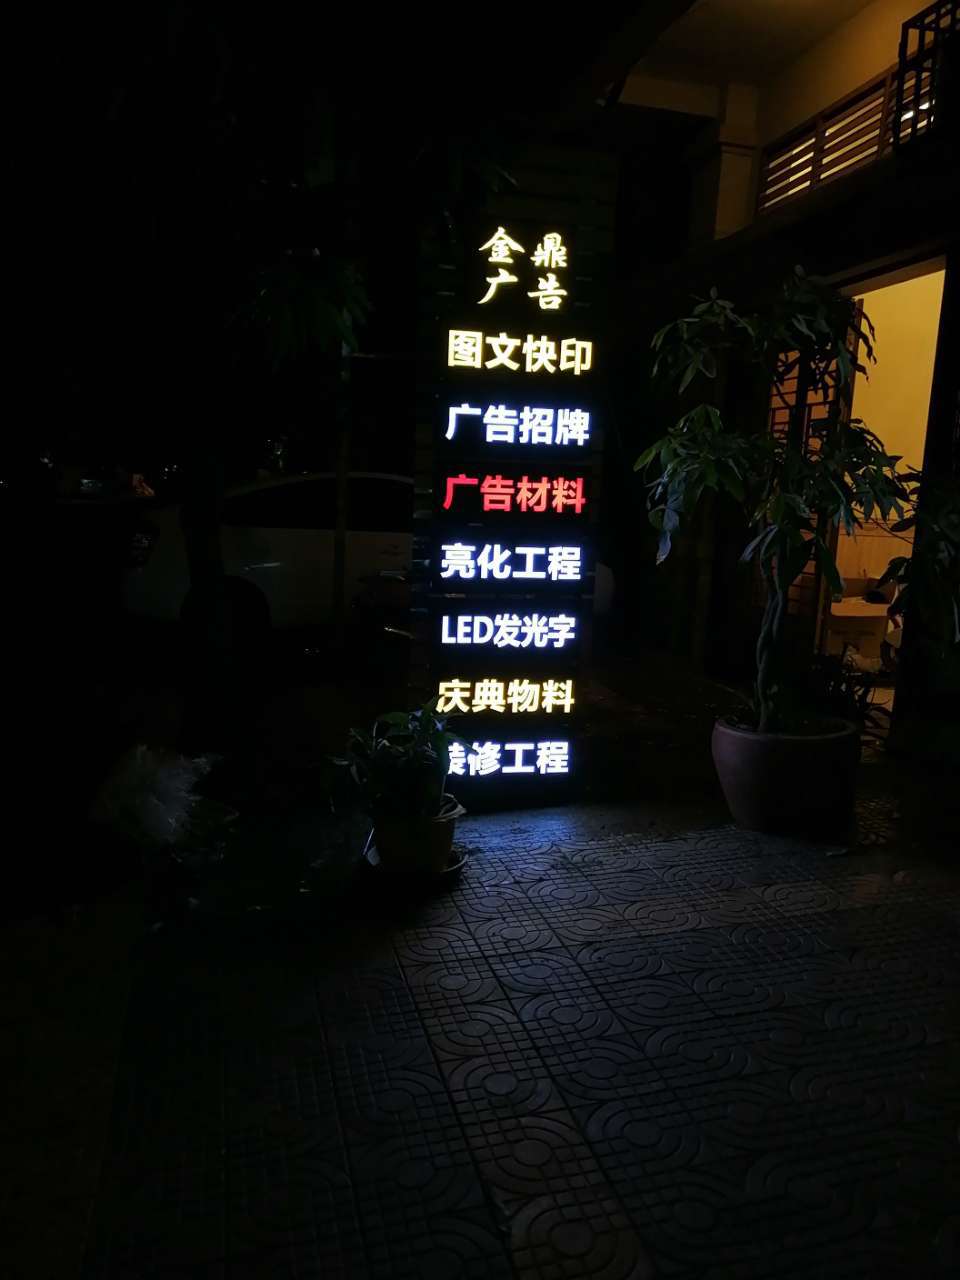 金鼎
广告
图文快印
广告招牌
广告材料
亮化工程
LED发光字
庆典物料
装修工程